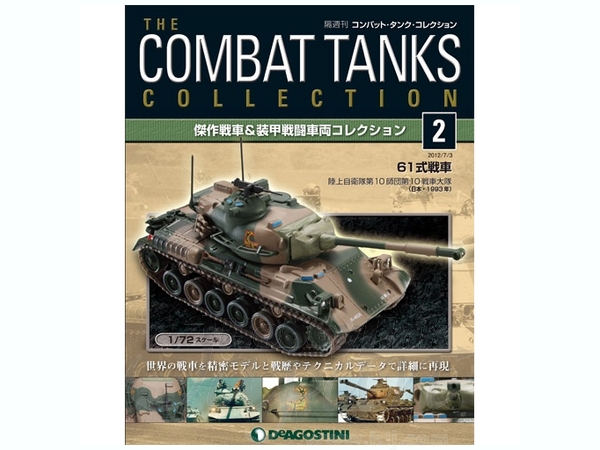 THE
隔週刊 コンバット・タンク・コレクション
COMBAT TANKS
COLLECTION
傑作戦車&装甲戦闘車両コレクション
2
2012/7/3
61式戦車
陸上自衛隊第10師団第10戦車大隊
(日本・1993年)
1/72スケール
世界の戦車を精密モデルと戦歴やテクニカルデータで詳細に再現
DEAGOSTINI